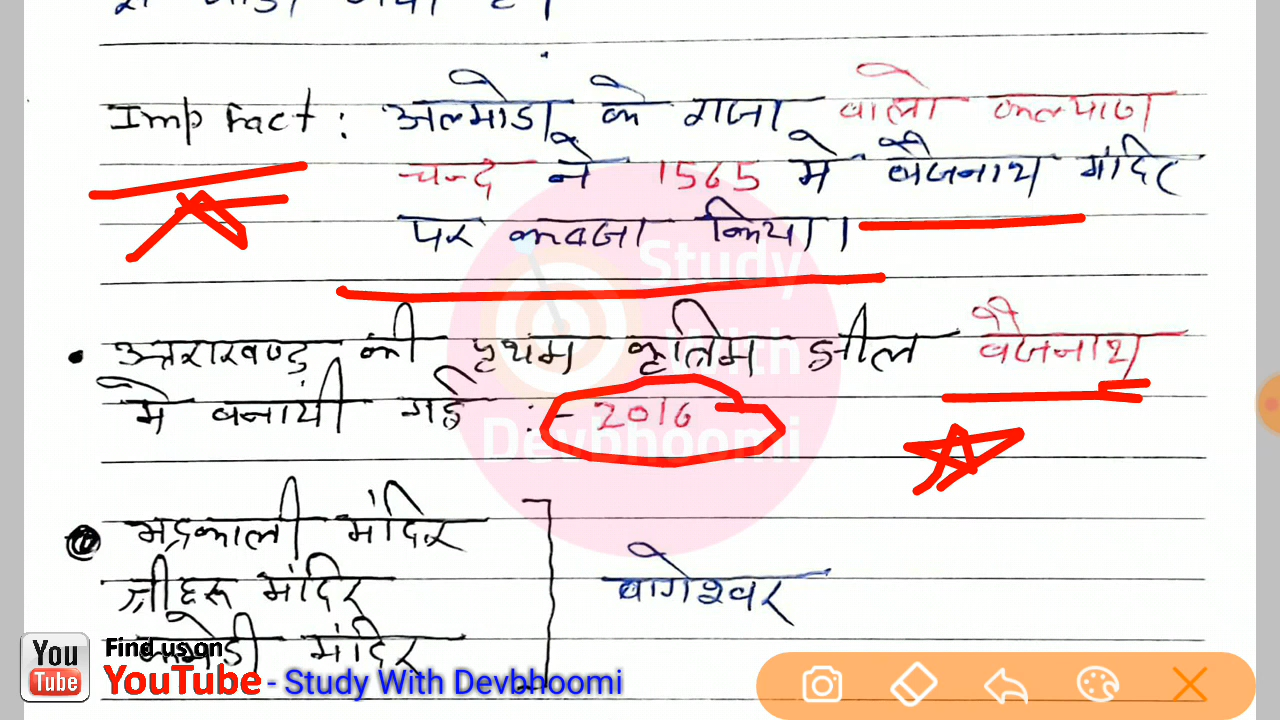 Imp Fact : अल्मोडा के राजा वालो कल्याण
चन्द ने 1565 मे बैजनाथ मंदिर
पर कब्जा किया।
• उत्तराखण्ड की प्रथम कृत्रिम झील बैजनाथ
मे बनायी गई :- 2016
भद्रकाली मंदिर
श्रीहरू मंदिर
मंदिर
बागेश्वर
Study
With
Devbhoomi
You
Tube
Find us on
YouTube - Study With Devbhoomi